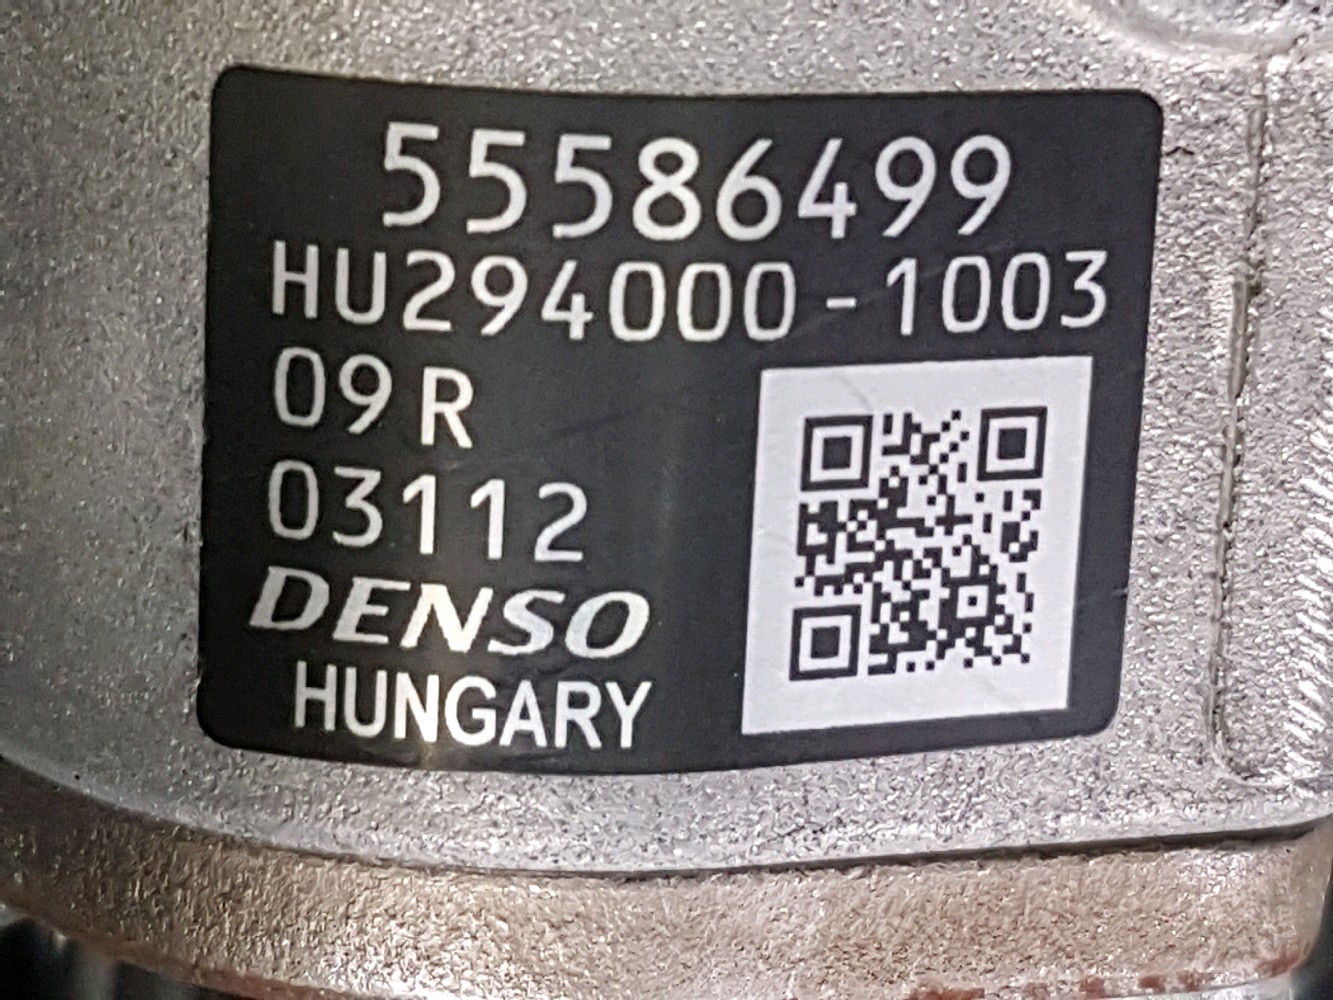 55586499
HU294000-1003
09R
03112
DENSO
HUNGARY